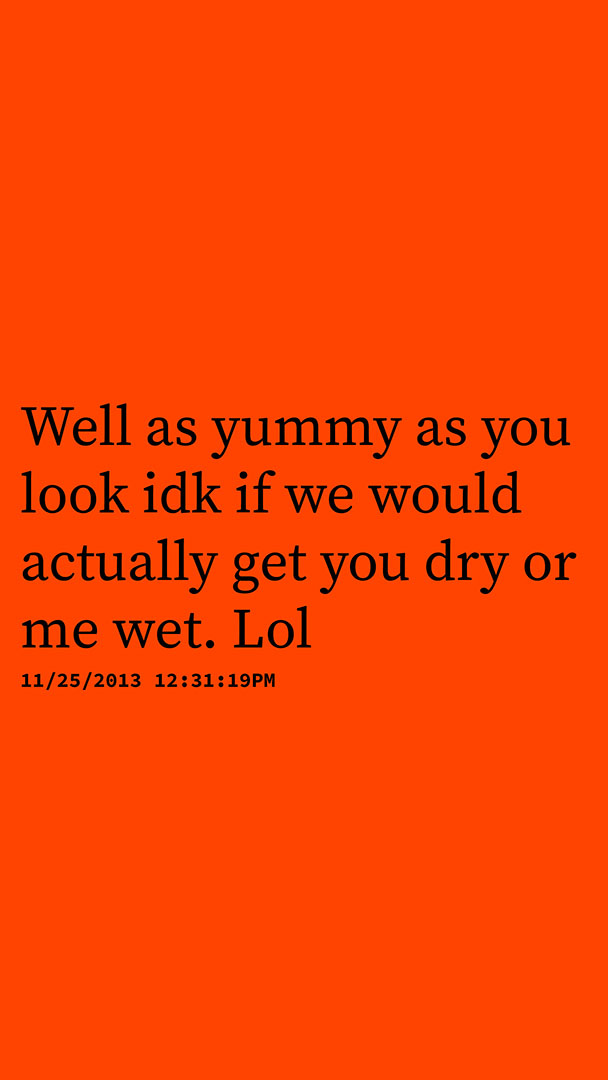 Well as yummy as you
look idk if we would
actually get you dry or
me wet. Lol
11/25/2013 12:31:19PM